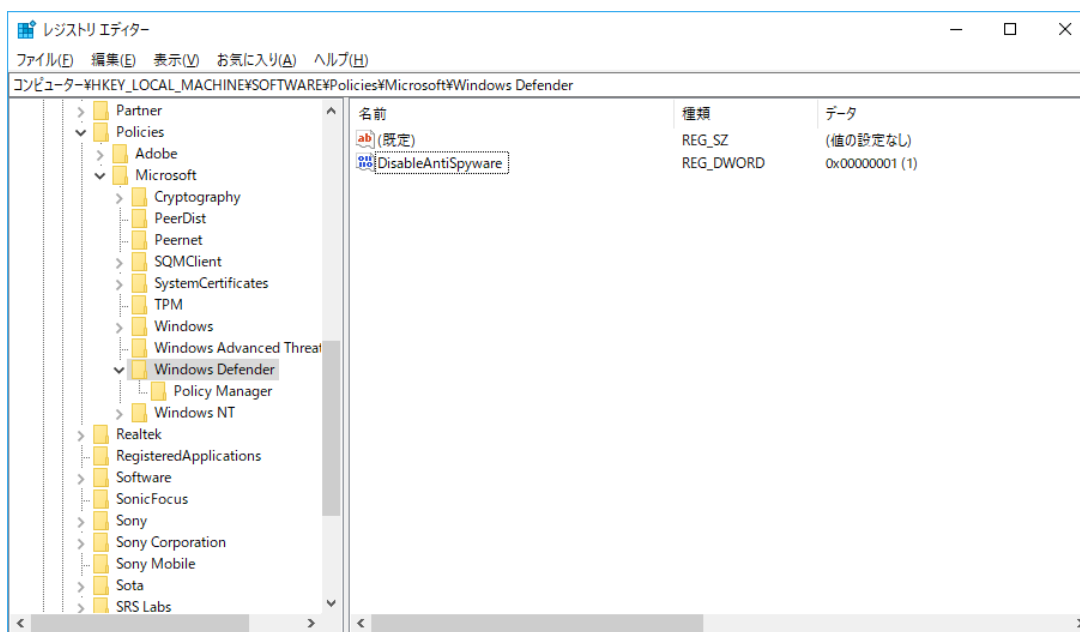 レジストリ エディター
ファイル(F) 編集(E) 表示(V) お気に入り(A) ヘルプ(H)
コンピューター¥HKEY_LOCAL_MACHINE¥SOFTWARE¥Policies¥Microsoft¥Windows Defender
Partner
Policies
Adobe
Microsoft
Cryptography
PeerDist
Peernet
SQMClient
SystemCertificates
TPM
Windows
Windows Advanced Threat
Windows Defender
Policy Manager
Windows NT
Realtek
RegisteredApplications
Software
SonicFocus
Sony
Sony Corporation
Sony Mobile
Sota
SRS Labs
名前 種類 データ
ab (既定) REG_SZ (値の設定なし)
DisableAntiSpyware REG_DWORD 0x00000001 (1)